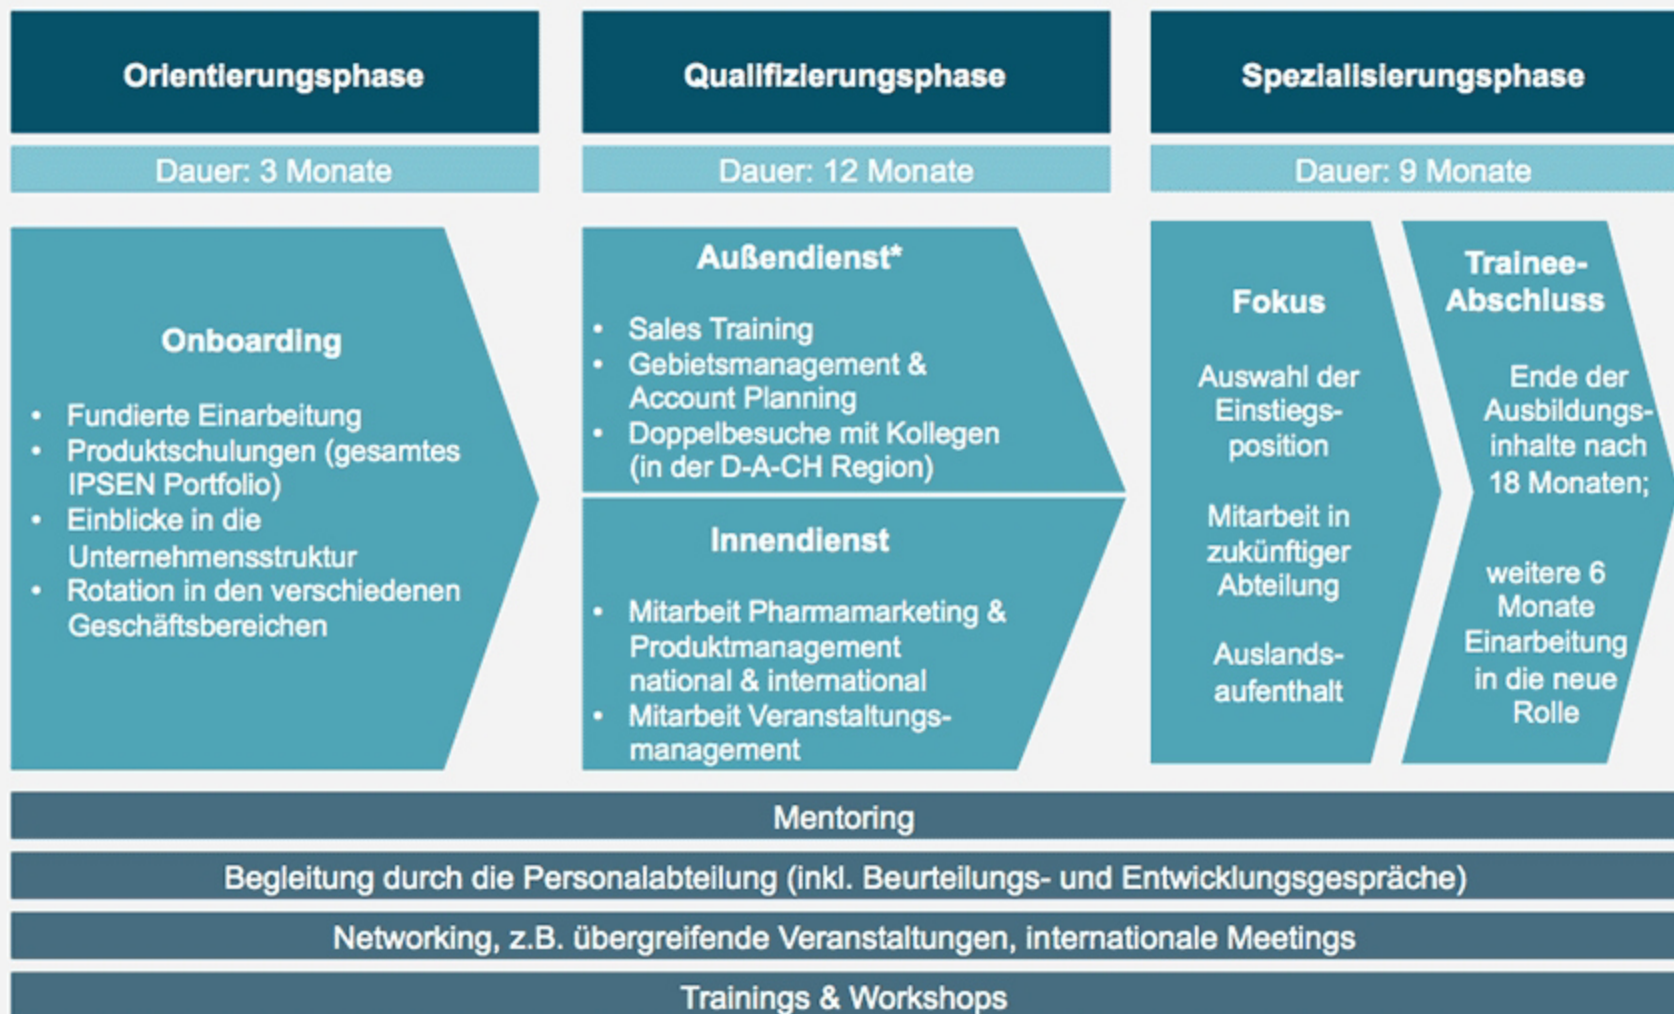 Orientierungsphase
Dauer: 3 Monate
Onboarding
• Fundierte Einarbeitung
• Produktschulungen (gesamtes
IPSEN Portfolio)
• Einblicke in die
Unternehmensstruktur
• Rotation in den verschiedenen
Geschäftsbereichen
Qualifizierungsphase
Dauer: 12 Monate
Außendienst*
• Sales Training
• Gebietsmanagement &
Account Planning
• Doppelbesuche mit Kollegen
(in der D-A-CH Region)
Innendienst
• Mitarbeit Pharmamarketing &
Produktmanagement
national & international
• Mitarbeit Veranstaltungs-
management
Spezialisierungsphase
Dauer: 9 Monate
Fokus
Auswahl der
Einstiegs-
position
Mitarbeit in
zukünftiger
Abteilung
Auslands-
aufenthalt
Trainee-
Abschluss
Ende der
Ausbildungs-
inhalte nach
18 Monaten;
weitere 6
Monate
Einarbeitung
in die neue
Rolle
Mentoring
Begleitung durch die Personalabteilung (inkl. Beurteilungs- und Entwicklungsgespräche)
Networking, z.B. übergreifende Veranstaltungen, internationale Meetings
Trainings & Workshops